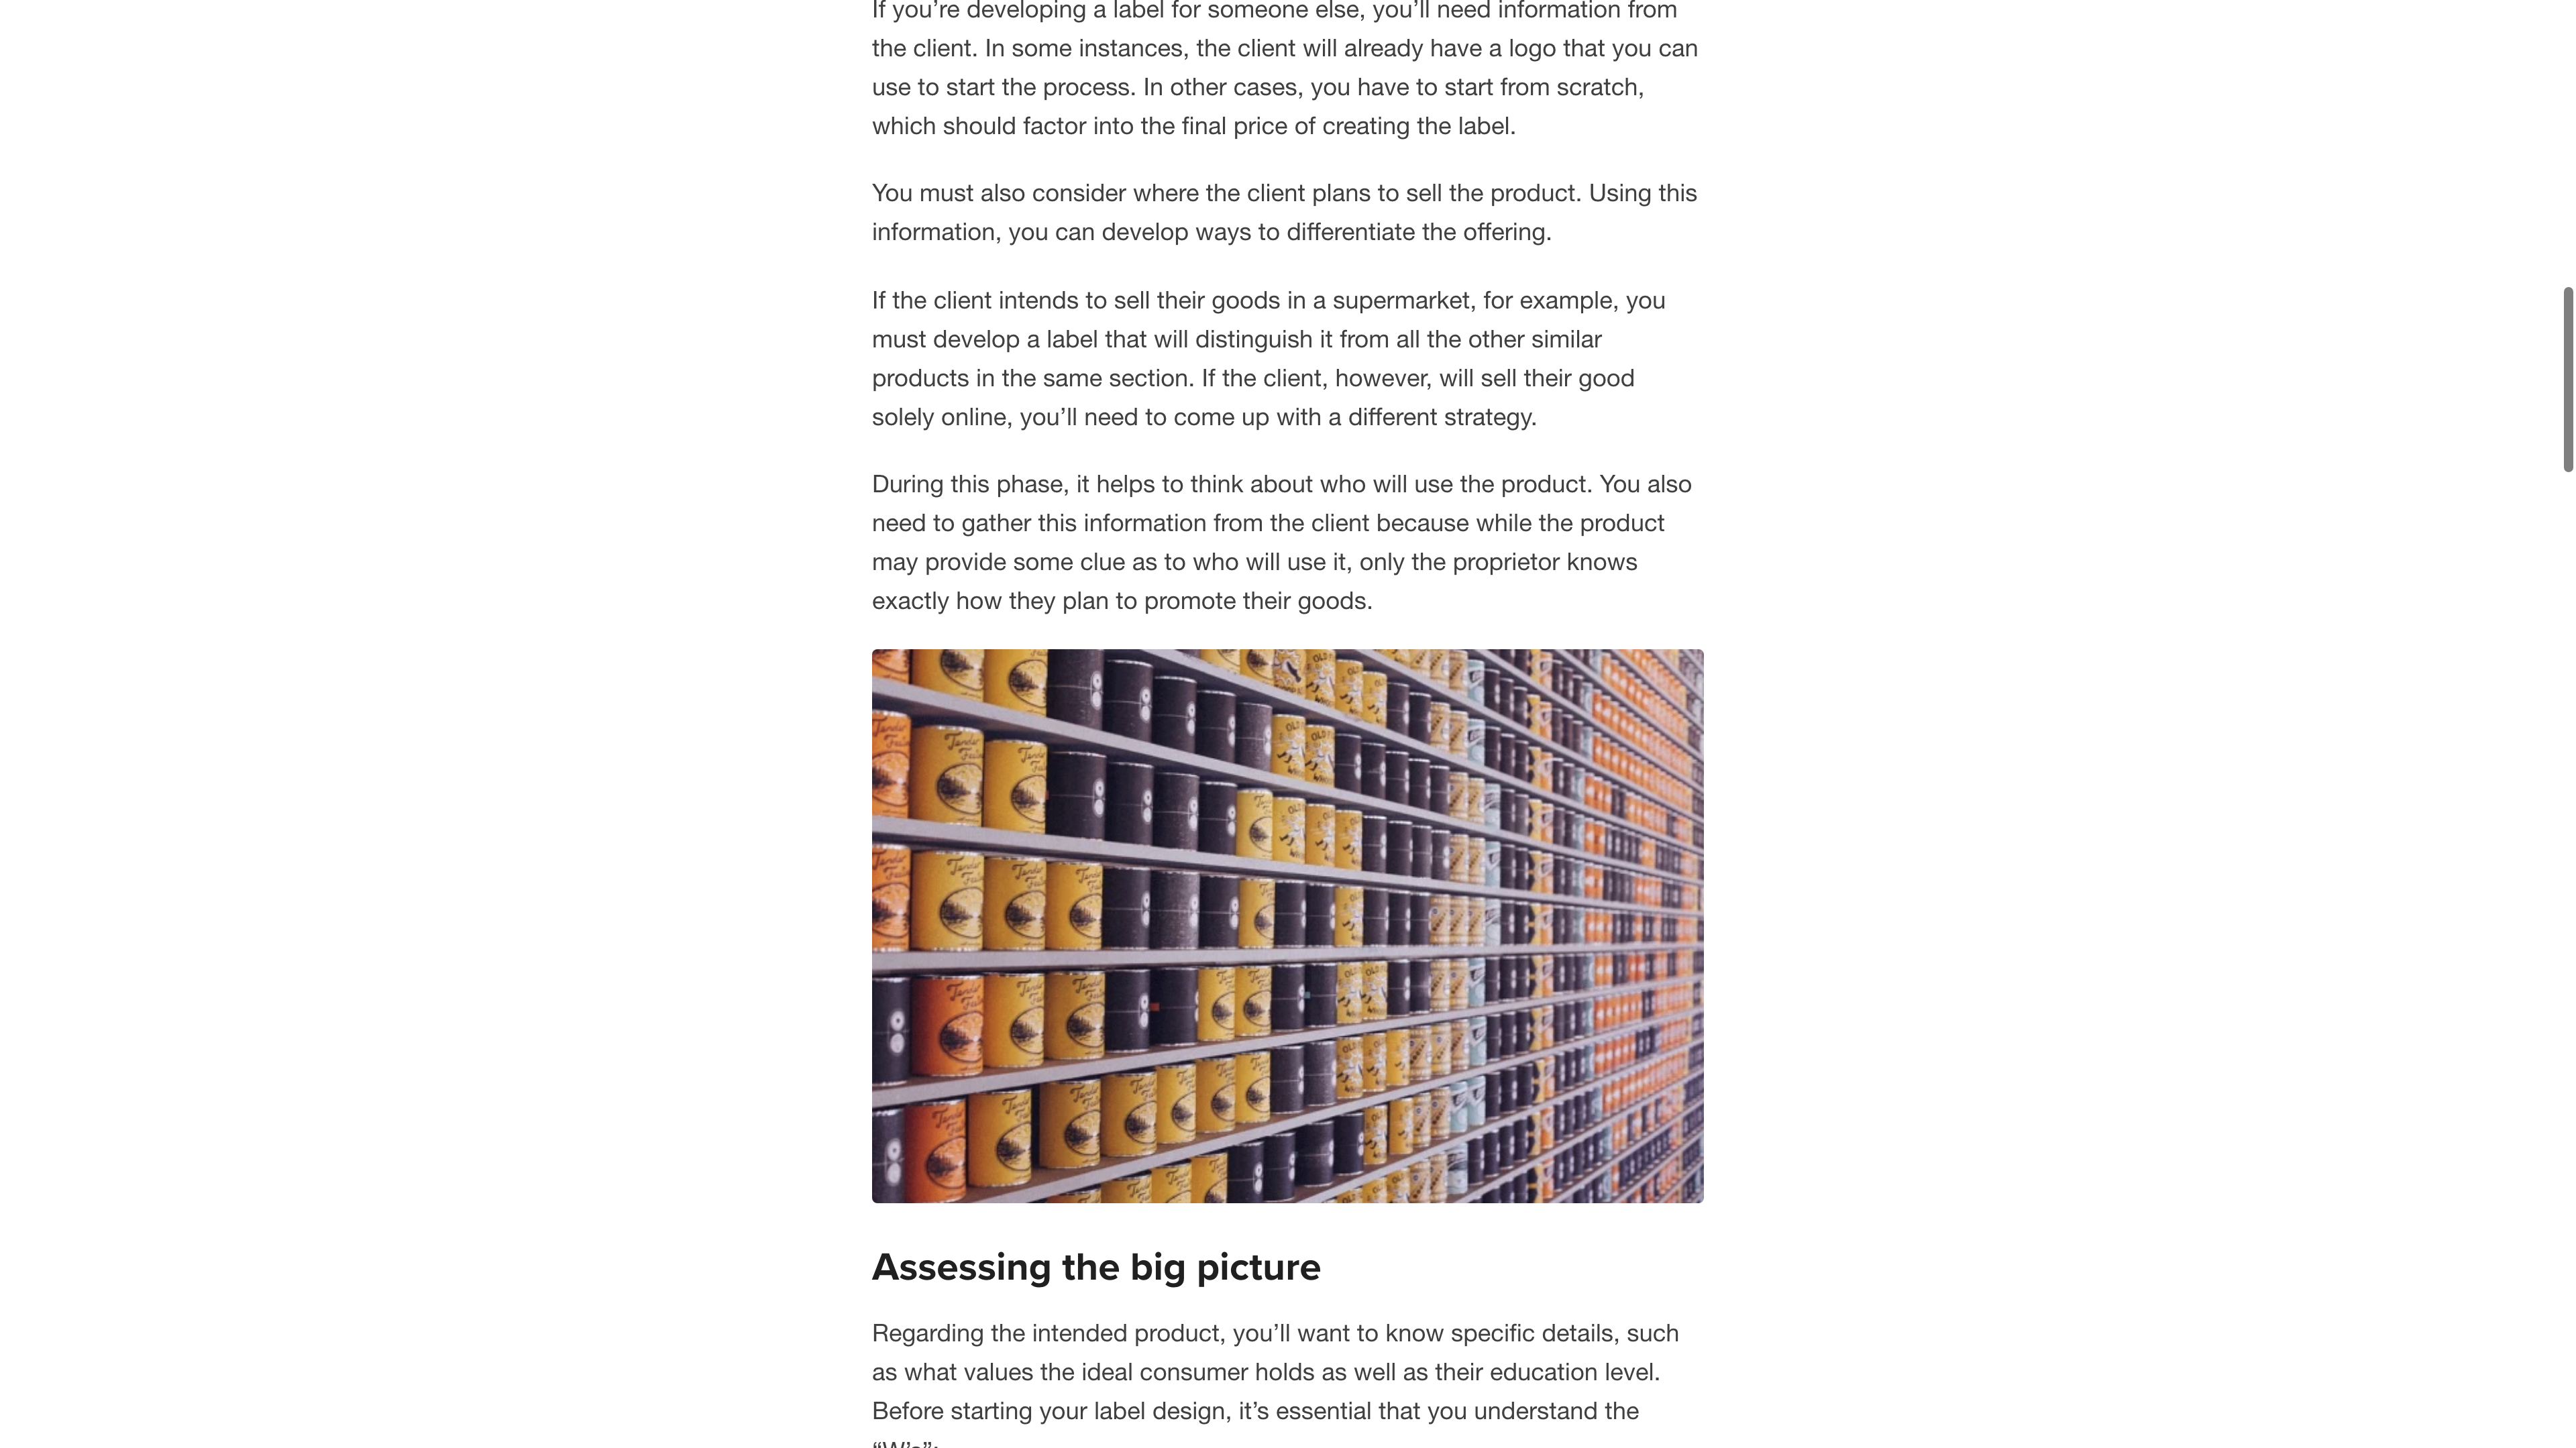 If you’re developing a label for someone else, you’ll need information from
the client. In some instances, the client will already have a logo that you can
use to start the process. In other cases, you have to start from scratch,
which should factor into the final price of creating the label.
You must also consider where the client plans to sell the product. Using this
information, you can develop ways to differentiate the offering.
If the client intends to sell their goods in a supermarket, for example, you
must develop a label that will distinguish it from all the other similar
products in the same section. If the client, however, will sell their good
solely online, you’ll need to come up with a different strategy.
During this phase, it helps to think about who will use the product. You also
need to gather this information from the client because while the product
may provide some clue as to who will use it, only the proprietor knows
exactly how they plan to promote their goods.
Assessing the big picture
Regarding the intended product, you’ll want to know specific details, such
as what values the ideal consumer holds as well as their education level.
Before starting your label design, it’s essential that you understand the
“W’s”: